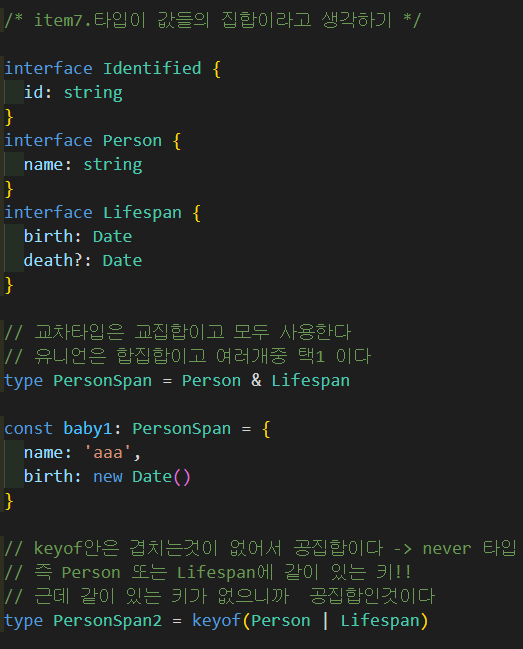 /* item7.타입이 값들의 집합이라고 생각하기 */
interface Identified {
id: string
}
interface Person {
name: string
}
interface Lifespan {
birth: Date
death?: Date
}
// 교차타입은 교집합이고 모두 사용한다
// 유니언은 합집합이고 여러개중 택1 이다
type PersonSpan = Person & Lifespan
const baby1: PersonSpan = {
name: 'aaa',
birth: new Date()
}
// keyof안은 겹치는것이 없어서 공집합이다 -> never 타입
// 즉 Person 또는 Lifespan에 같이 있는 키!!
// 근데 같이 있는 키가 없으니까  공집합인것이다
type PersonSpan2 = keyof(Person | Lifespan)